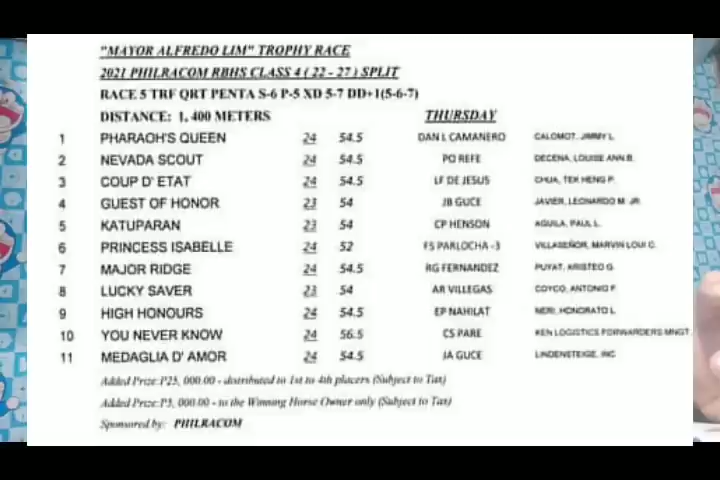 "MAYOR ALFREDO LIM" TROPHY RACE
2021 PHILRACOM RBHS CLASS 4 ( 22 - 27 ) SPLIT
RACE 5 TRF QRT PENTA S-6 P-5 XD 5-7 DD+1(5-6-7)
DISTANCE: 1, 400 METERS THURSDAY
1 PHARAOH'S QUEEN 24 54.5 DAN L CAMANERO CALOMOT, JIMMY L.
2 NEVADA SCOUT 24 54.5 PO REFE DECENA, LOUISE ANN B.
3 COUP D' ETAT 24 54.5 LF DE JESUS CHUA, TEK HENG P.
4 GUEST OF HONOR 23 54 JB GUCE JAVIER, LEONARDO M. JR.
5 KATUPARAN 23 54 CP HENSON AGUILA, PAUL L.
6 PRINCESS ISABELLE 24 52 FS PARLOCHA -3 VILLASEÑOR, MARVIN LOUI C.
7 MAJOR RIDGE 24 54.5 RG FERNANDEZ PUYAT, ARISTEO G.
8 LUCKY SAVER 23 54 AR VILLEGAS COYCO, ANTONIO F.
9 HIGH HONOURS 24 54.5 EP NAHILAT NERI, HONORATO L.
10 YOU NEVER KNOW 24 56.5 CS PARE KEN LOGISTICS FORWARDERS MNGT
11 MEDAGLIA D' AMOR 24 54.5 JA GUCE LINDENSTEIGE, INC
Added Prize:P25, 000.00 - distributed to 1st to 4th placers (Subject to Tax)
Added Prize:P5, 000.00 - to the Winning Horse Owner only (Subject to Tax)
Sponsored by: PHILRACOM